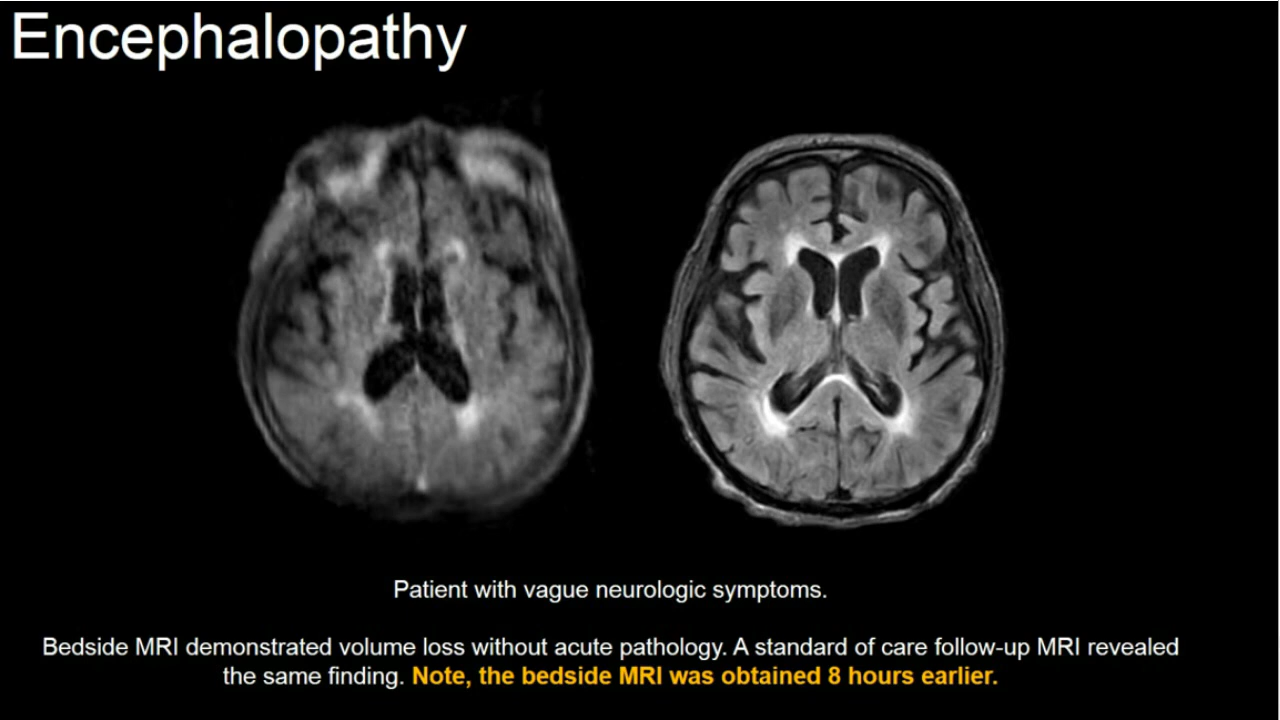 Encephalopathy
Patient with vague neurologic symptoms.
Bedside MRI demonstrated volume loss without acute pathology. A standard of care follow-up MRI revealed
the same finding. Note, the bedside MRI was obtained 8 hours earlier.